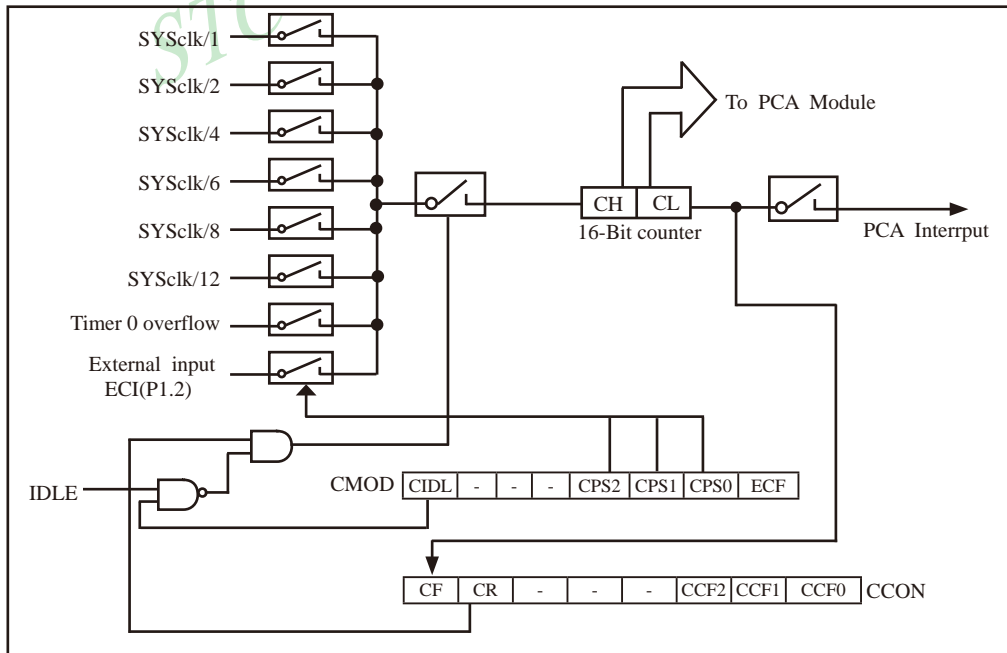 STC
SYSclk/1
SYSclk/2
SYSclk/4
SYSclk/6
SYSclk/8
SYSclk/12
Timer 0 overflow
External input
ECI(P1.2)
To PCA Module
CH CL
16-Bit counter
PCA Interrput
IDLE
CMOD CIDL - - - CPS2 CPS1 CPS0 ECF
CF CR - - - CCF2 CCF1 CCF0 CCON